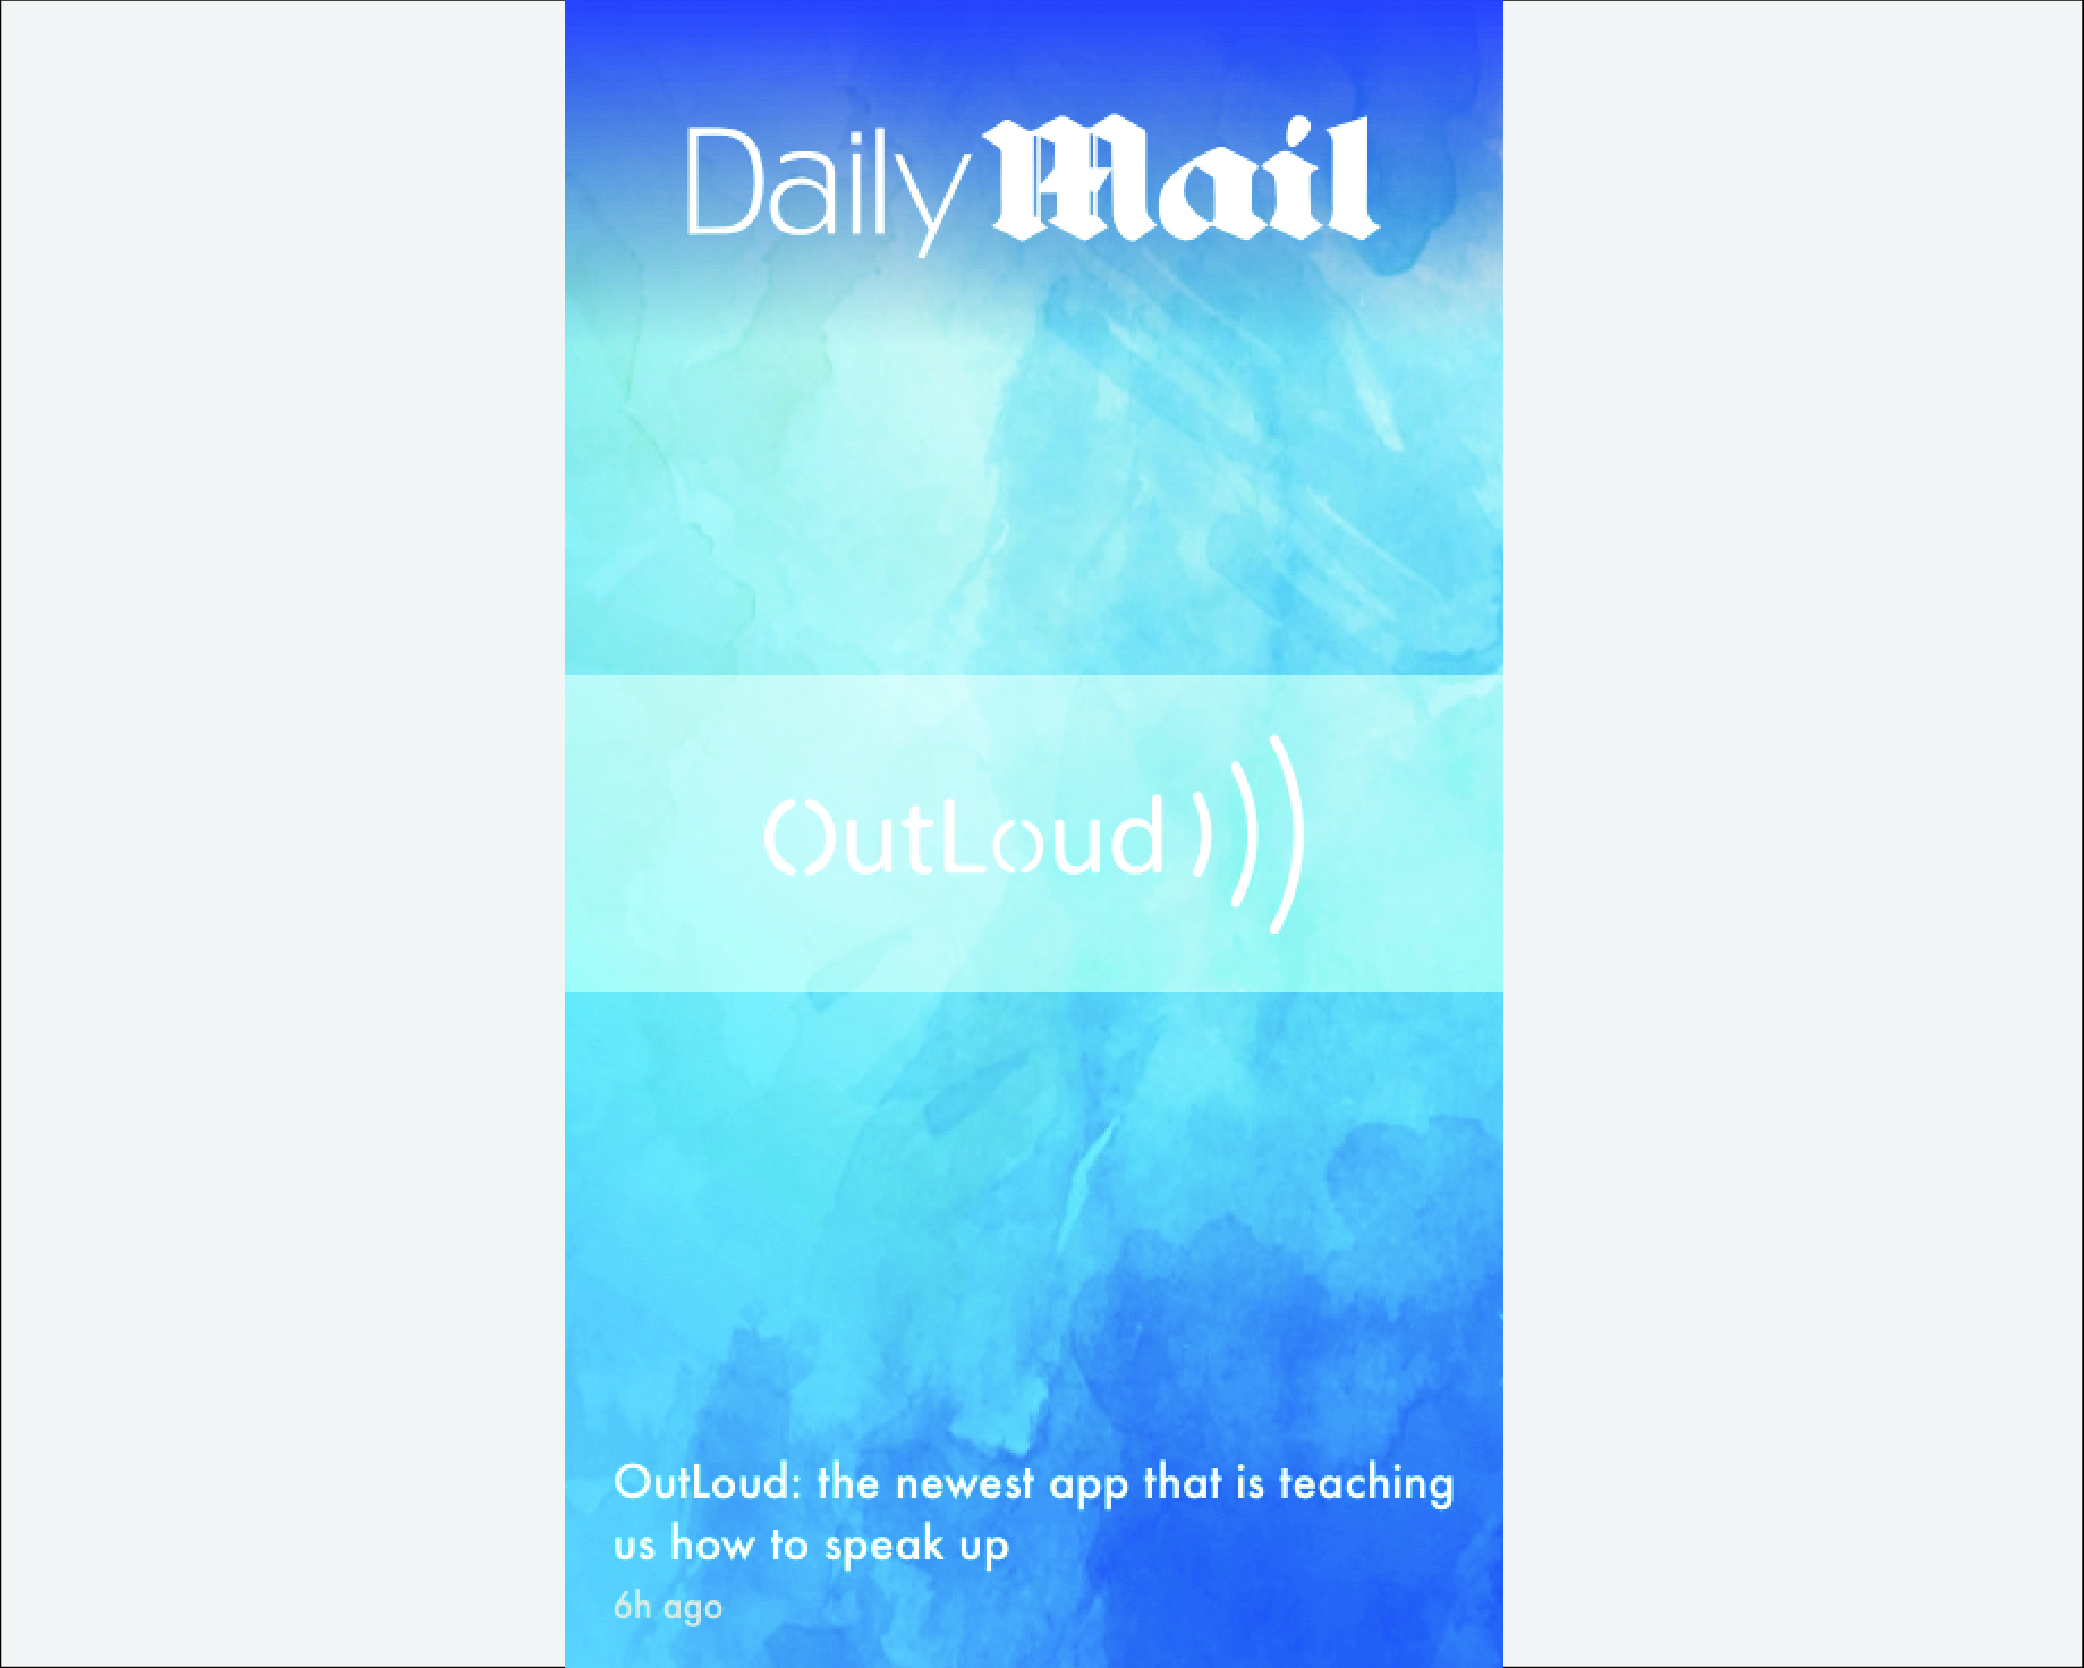 Daily Mail
OutLoud
OutLoud: the newest app that is teaching
us how to speak up
6h ago